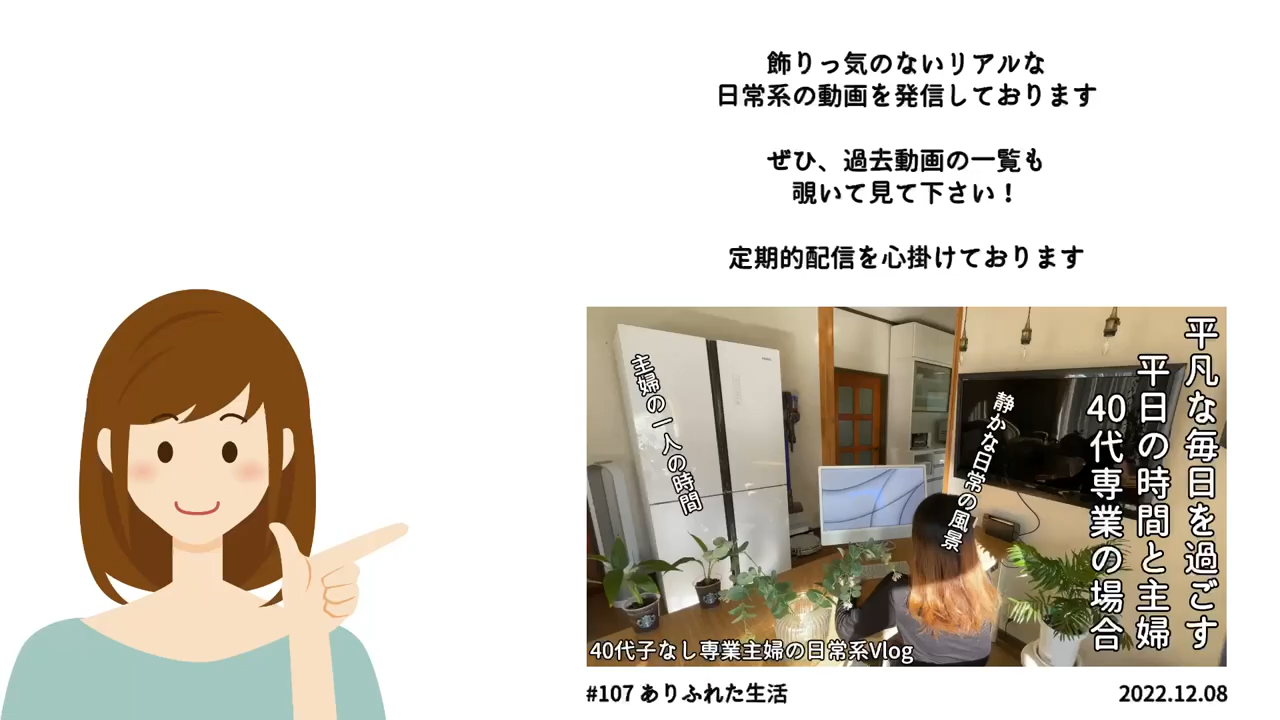 飾りっ気のないリアルな
日常系の動画を発信しております
ぜひ、過去動画の一覧も
覗いて見て下さい！
定期的配信を心掛けております
平凡な毎日を過ごす
平日の時間と主婦
40代専業の場合
静かな日常の風景
主婦の一人の時間
40代子なし専業主婦の日常系Vlog
#107 ありふれた生活
2022.12.08